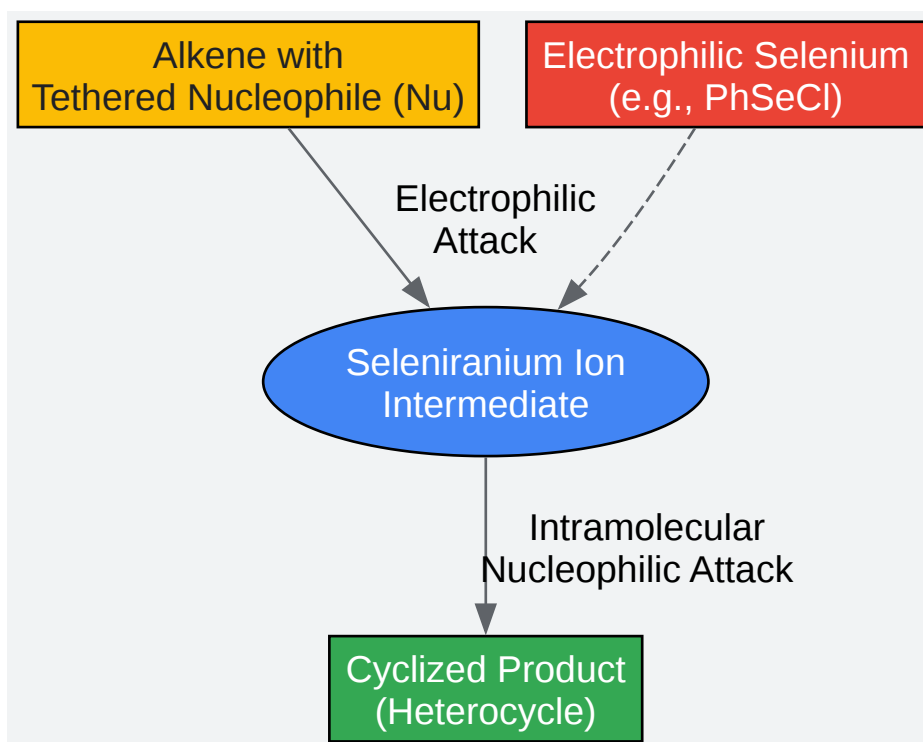 Alkene with
Tethered Nucleophile (Nu)
Electrophilic Selenium
(e.g., PhSeCl)
Electrophilic
Attack
Seleniranium Ion
Intermediate
Intramolecular
Nucleophilic Attack
Cyclized Product
(Heterocycle)